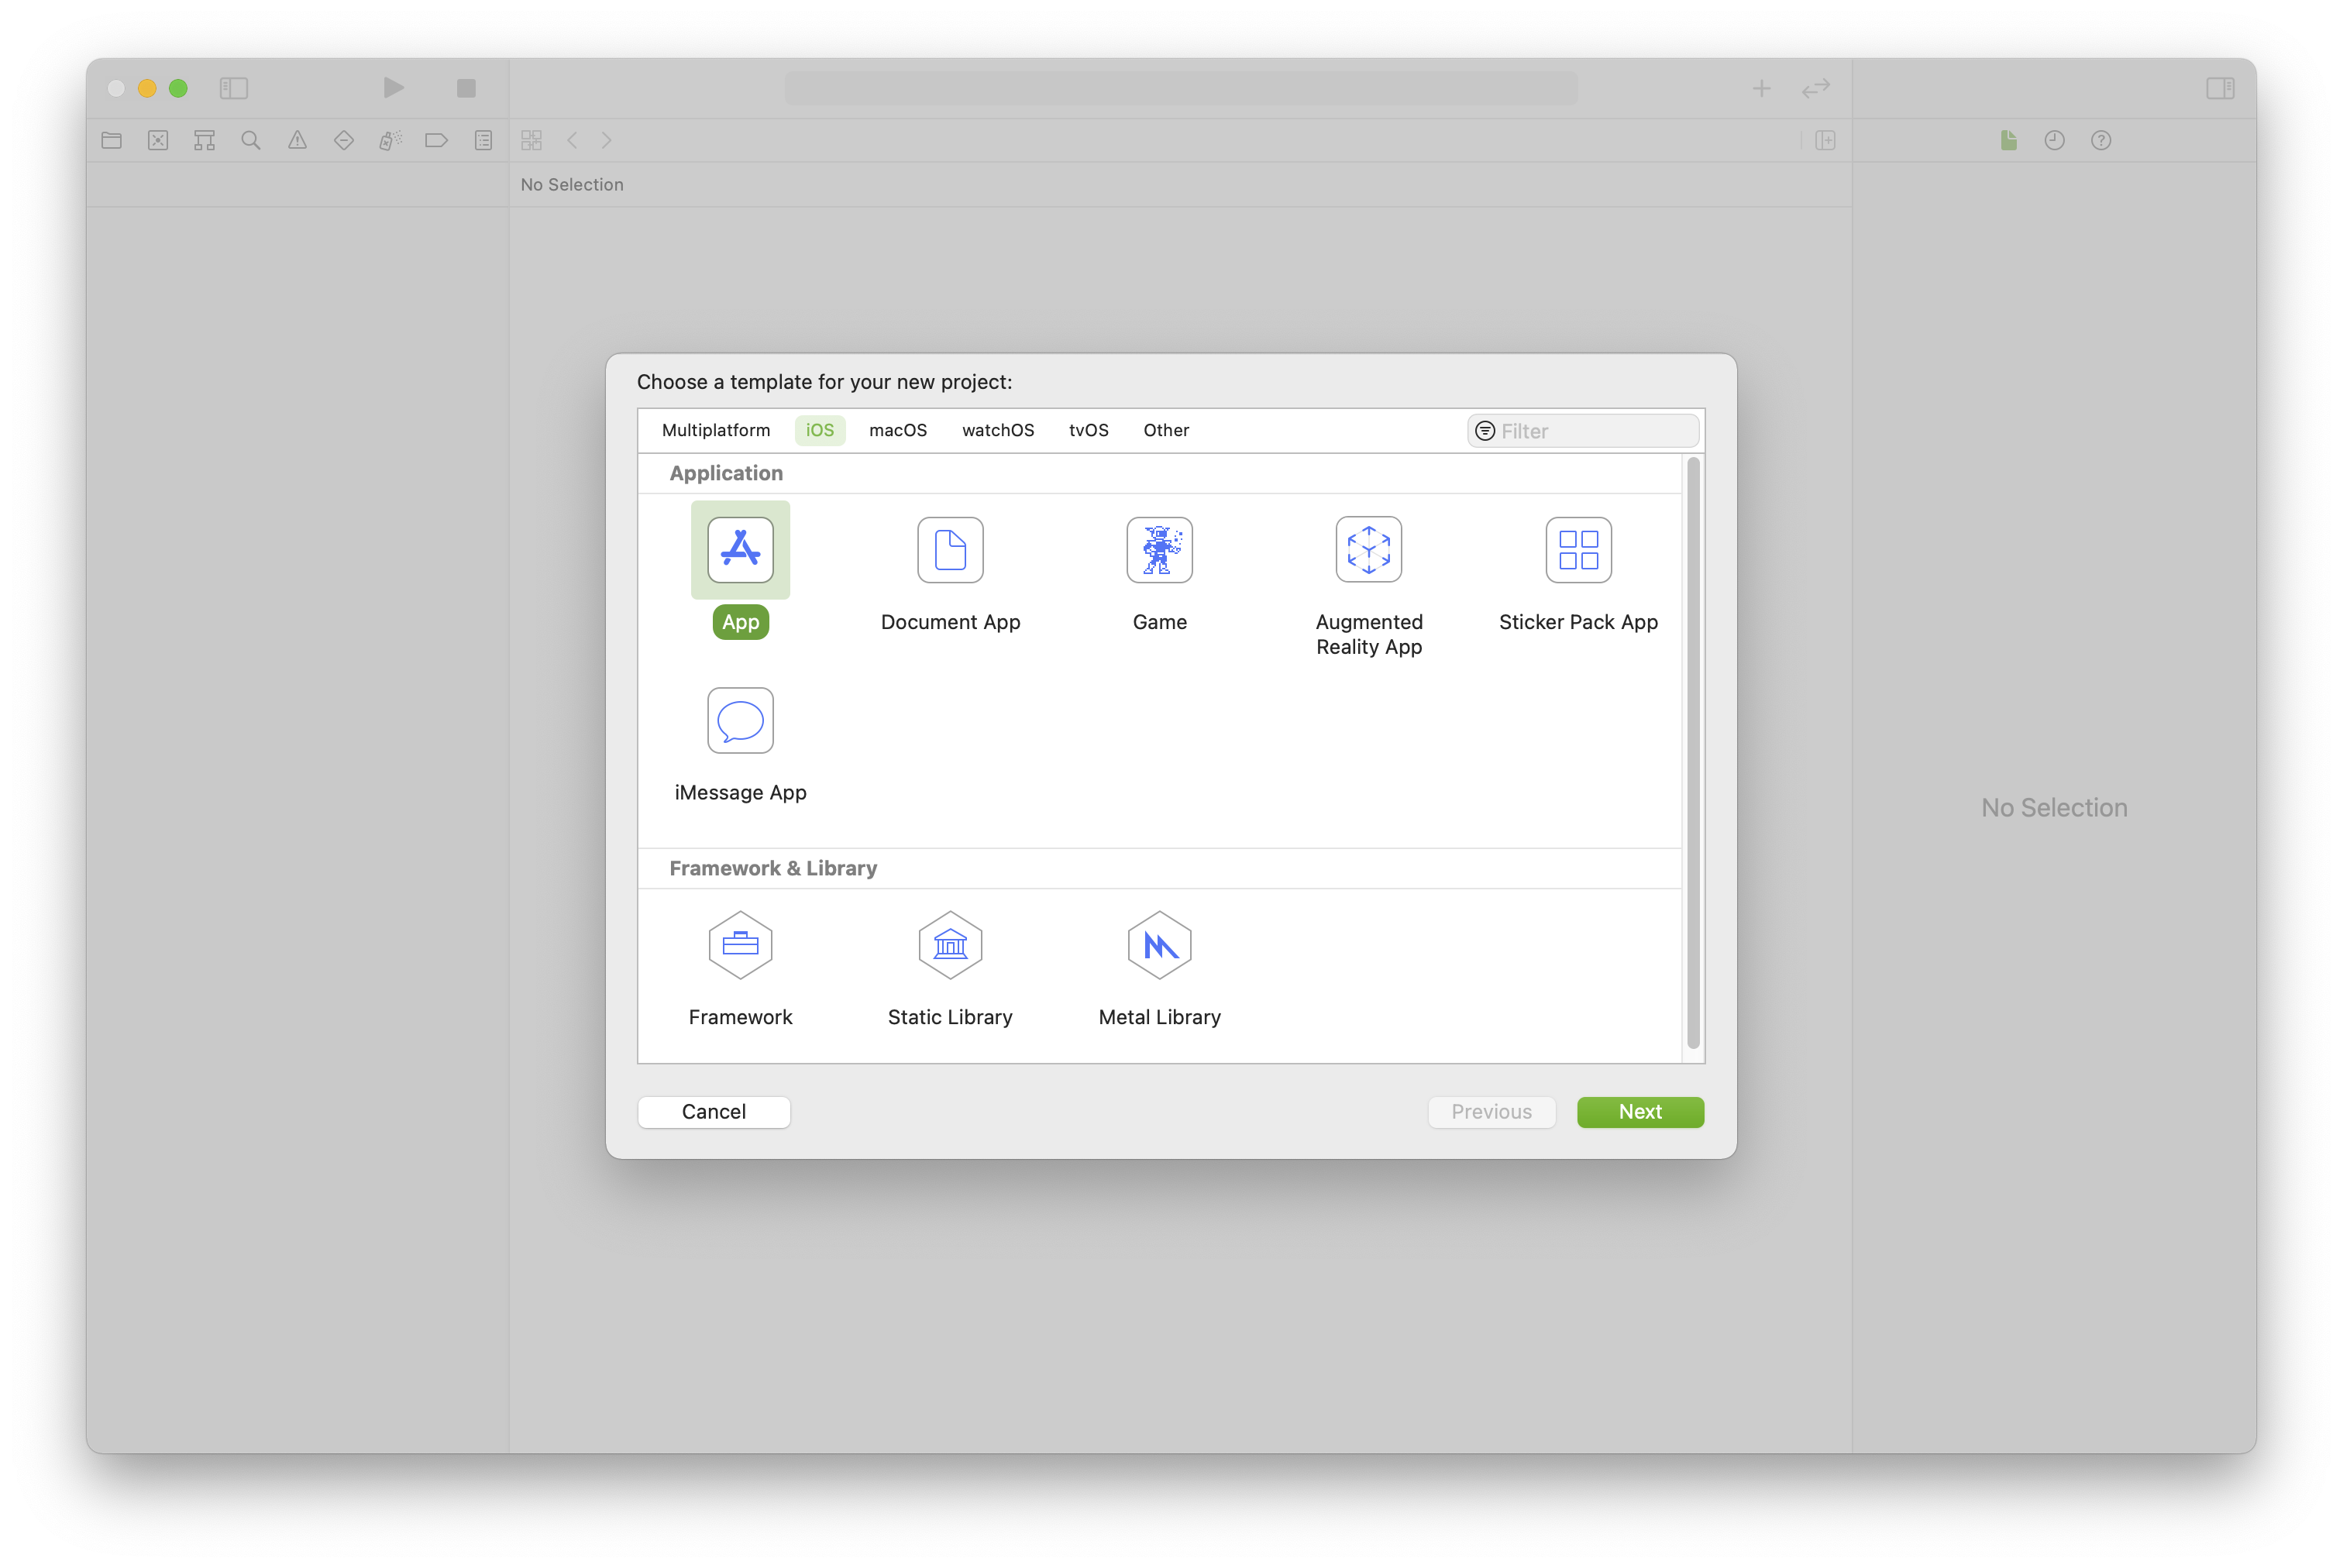 No Selection
Choose a template for your new project:
Multiplatform iOS macOS watchOS tvOS Other Filter
Application
App Document App Game Augmented Reality App Sticker Pack App
iMessage App
Framework & Library
Framework Static Library Metal Library
Cancel Previous Next
No Selection